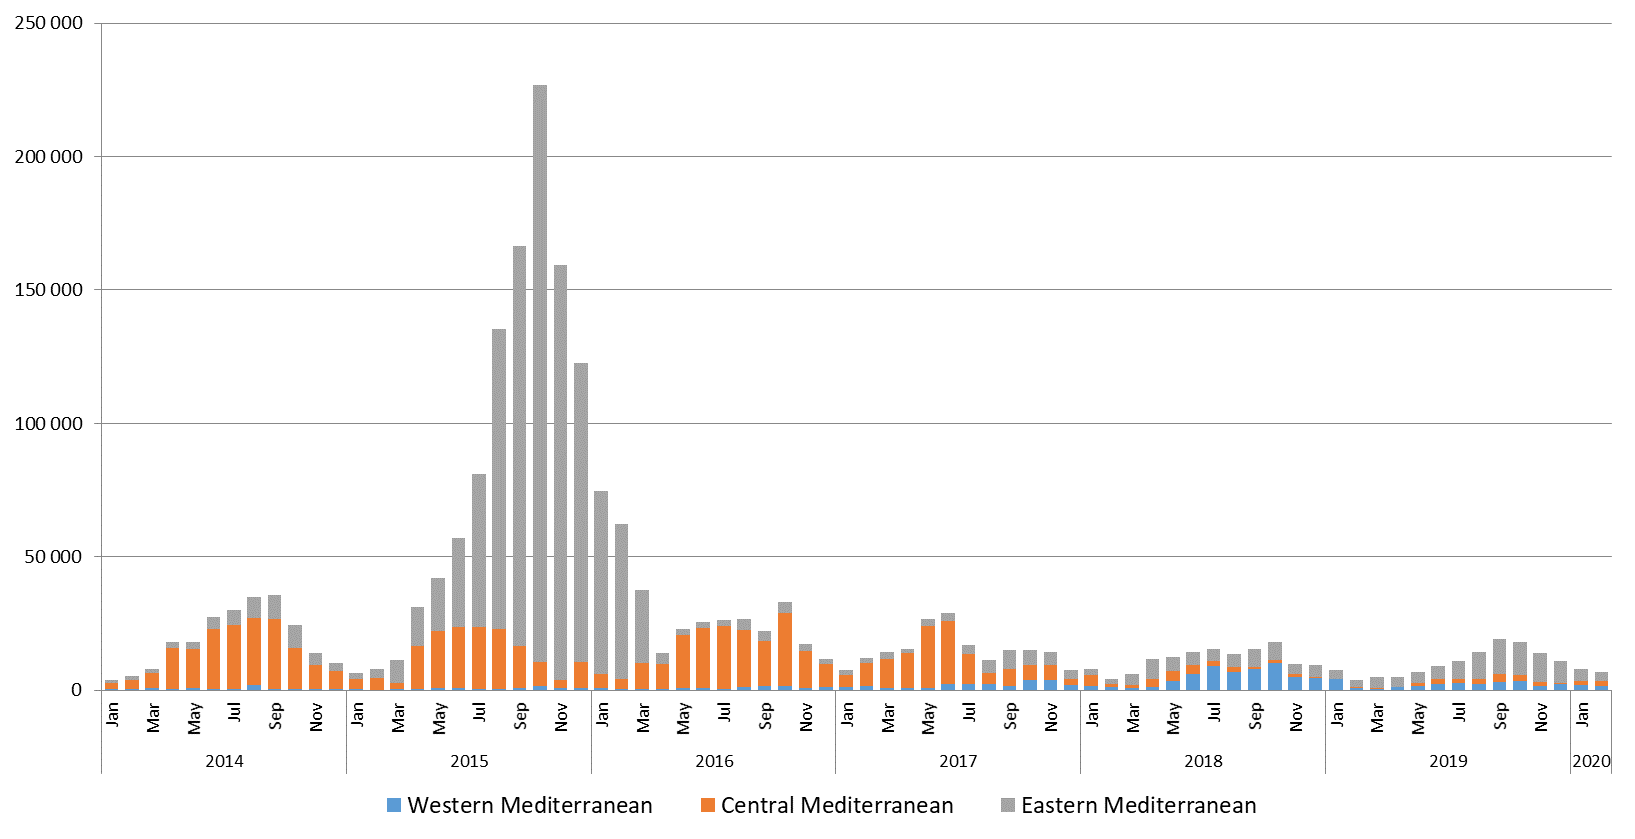 250 000
200 000
150 000
100 000
50 000
0
Jan Mar May Jul Sep Nov Jan Mar May Jul Sep Nov Jan Mar May Jul Sep Nov Jan Mar May Jul Sep Nov Jan Mar May Jul Sep Nov Jan Mar May Jul Sep Nov Jan
2014 2015 2016 2017 2018 2019 2020
Western Mediterranean Central Mediterranean Eastern Mediterranean